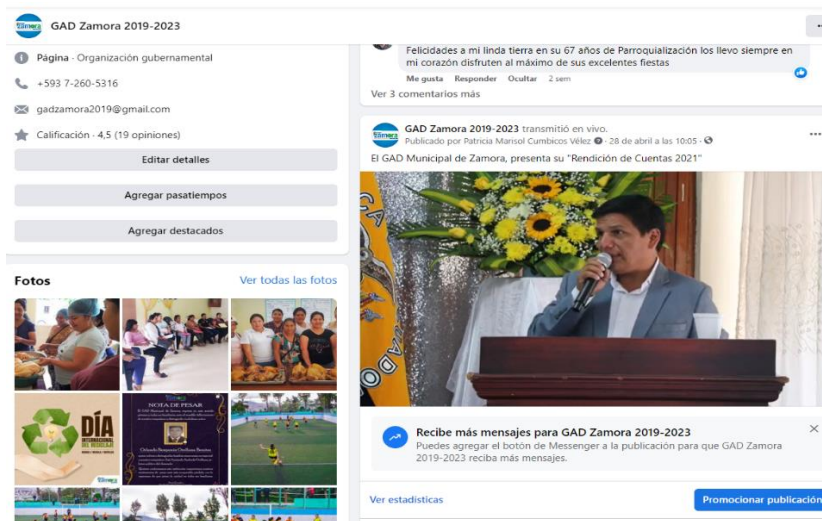 GAD Zamora 2019-2023
Página · Organización gubernamental
+593 7-260-5316
gadzamora2019@gmail.com
Calificación · 4,5 (19 opiniones)
Editar detalles
Agregar pasatiempos
Agregar destacados
Fotos
Ver todas las fotos
NOTA DE PESAR
DÍA
Felicidades a mi linda tierra en su 67 años de Parroquialización los llevo siempre en
mi corazón disfruten al máximo de sus excelentes fiestas
Me gusta Responder Ocultar 2 sem
Ver 3 comentarios más
GAD Zamora 2019-2023 transmitió en vivo.
Publicado por Patricia Marisol Cumbicos Vélez · 28 de abril a las 10:05 ·
El GAD Municipal de Zamora, presenta su "Rendición de Cuentas 2021"
Recibe más mensajes para GAD Zamora 2019-2023
Puedes agregar el botón de Messenger a la publicación para que GAD Zamora
2019-2023 reciba más mensajes.
Ver estadísticas
Promocionar publicación